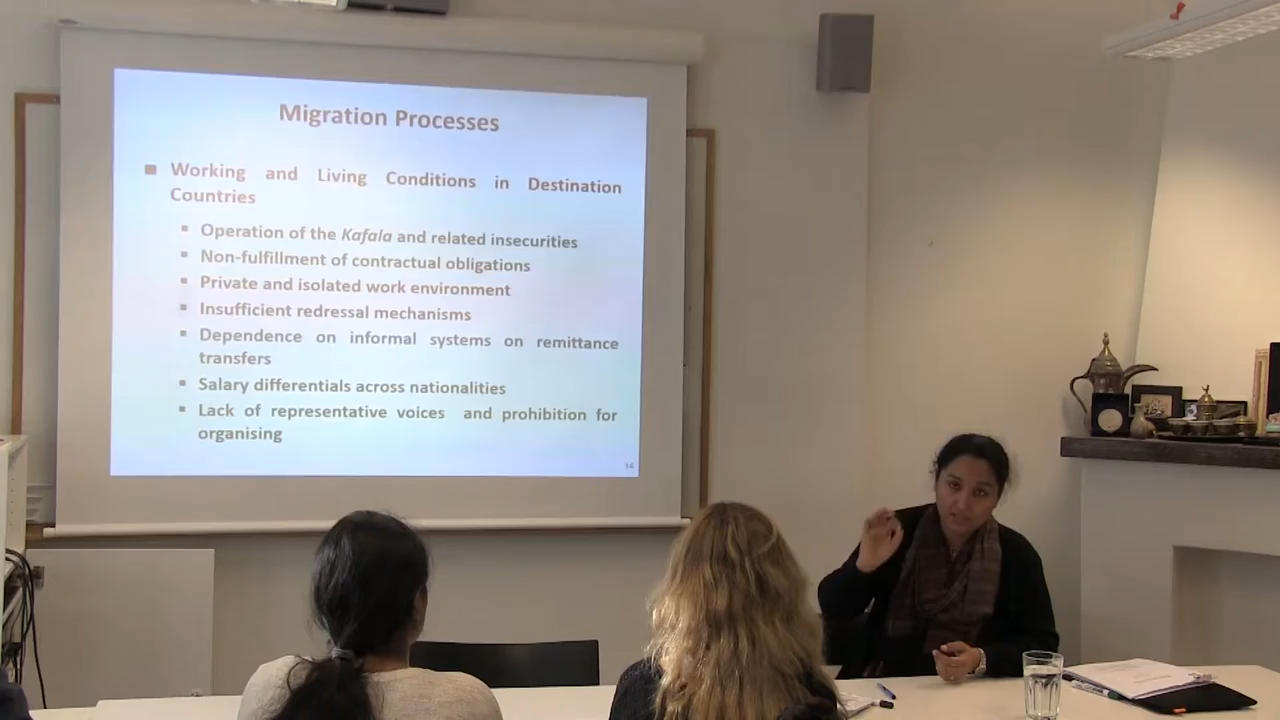 Migration Processes
Working and Living Conditions in Destination
Countries
Operation of the Kafala and related insecurities
Non-fulfillment of contractual obligations
Private and isolated work environment
Insufficient redressal mechanisms
Dependence on informal systems on remittance
transfers
Salary differentials across nationalities
Lack of representative voices and prohibition for
organising
14